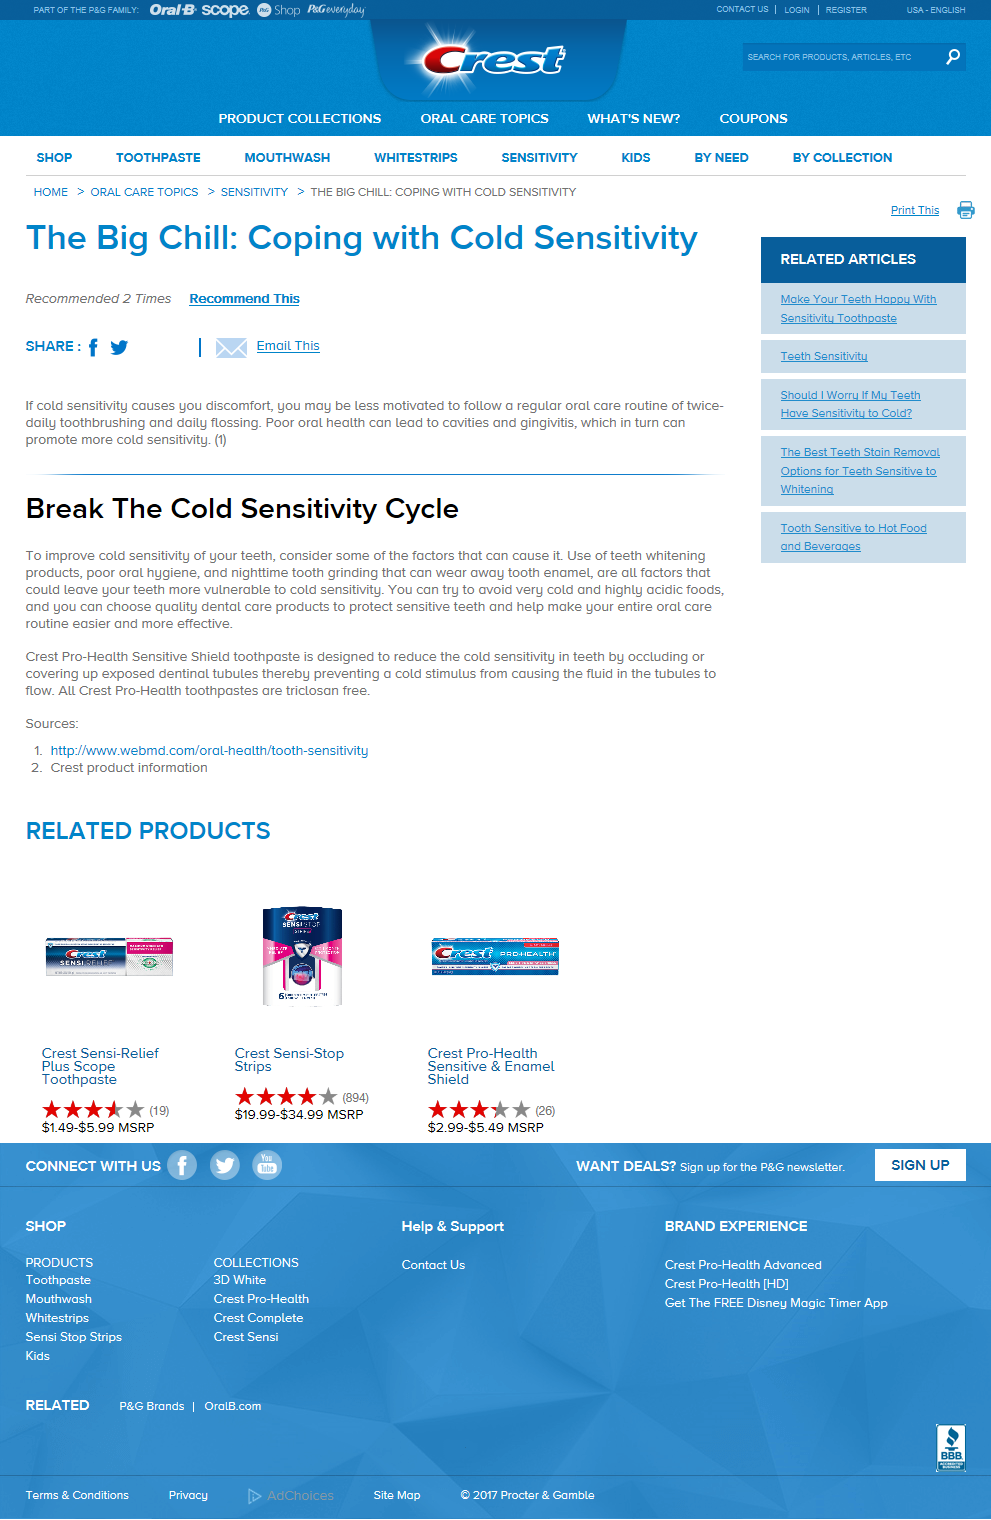 PART OF THE P&G FAMILY: Oral-B scope. P&G Shop P&G everyday
CONTACT US | LOGIN | REGISTER USA - ENGLISH
Crest
SEARCH FOR PRODUCTS, ARTICLES, ETC
PRODUCT COLLECTIONS ORAL CARE TOPICS WHAT'S NEW? COUPONS
SHOP TOOTHPASTE MOUTHWASH WHITESTRIPS SENSITIVITY KIDS BY NEED BY COLLECTION
HOME > ORAL CARE TOPICS > SENSITIVITY > THE BIG CHILL: COPING WITH COLD SENSITIVITY
Print This
The Big Chill: Coping with Cold Sensitivity
Recommended 2 Times Recommend This
SHARE : | Email This
If cold sensitivity causes you discomfort, you may be less motivated to follow a regular oral care routine of twice-
daily toothbrushing and daily flossing. Poor oral health can lead to cavities and gingivitis, which in turn can
promote more cold sensitivity. (1)
Break The Cold Sensitivity Cycle
To improve cold sensitivity of your teeth, consider some of the factors that can cause it. Use of teeth whitening
products, poor oral hygiene, and nighttime tooth grinding that can wear away tooth enamel, are all factors that
could leave your teeth more vulnerable to cold sensitivity. You can try to avoid very cold and highly acidic foods,
and you can choose quality dental care products to protect sensitive teeth and help make your entire oral care
routine easier and more effective.
Crest Pro-Health Sensitive Shield toothpaste is designed to reduce the cold sensitivity in teeth by occluding or
covering up exposed dentinal tubules thereby preventing a cold stimulus from causing the fluid in the tubules to
flow. All Crest Pro-Health toothpastes are triclosan free.
Sources:
1. http://www.webmd.com/oral-health/tooth-sensitivity
2. Crest product information
RELATED ARTICLES
Make Your Teeth Happy With
Sensitivity Toothpaste
Teeth Sensitivity
Should I Worry If My Teeth
Have Sensitivity to Cold?
The Best Teeth Stain Removal
Options for Teeth Sensitive to
Whitening
Tooth Sensitive to Hot Food
and Beverages
RELATED PRODUCTS
Crest
SENSI RELIEF
Crest
SENSI STOP
STRIPS
Crest PRO-HEALTH
Crest Sensi-Relief
Plus Scope
Toothpaste
(19)
$1.49-$5.99 MSRP
Crest Sensi-Stop
Strips
(894)
$19.99-$34.99 MSRP
Crest Pro-Health
Sensitive & Enamel
Shield
(26)
$2.99-$5.49 MSRP
CONNECT WITH US You Tube
WANT DEALS? Sign up for the P&G newsletter. SIGN UP
SHOP
PRODUCTS
Toothpaste
Mouthwash
Whitestrips
Sensi Stop Strips
Kids
COLLECTIONS
3D White
Crest Pro-Health
Crest Complete
Crest Sensi
Help & Support
Contact Us
BRAND EXPERIENCE
Crest Pro-Health Advanced
Crest Pro-Health [HD]
Get The FREE Disney Magic Timer App
RELATED P&G Brands | OralB.com
BBB
ACCREDITED
BUSINESS
Terms & Conditions Privacy AdChoices Site Map © 2017 Procter & Gamble